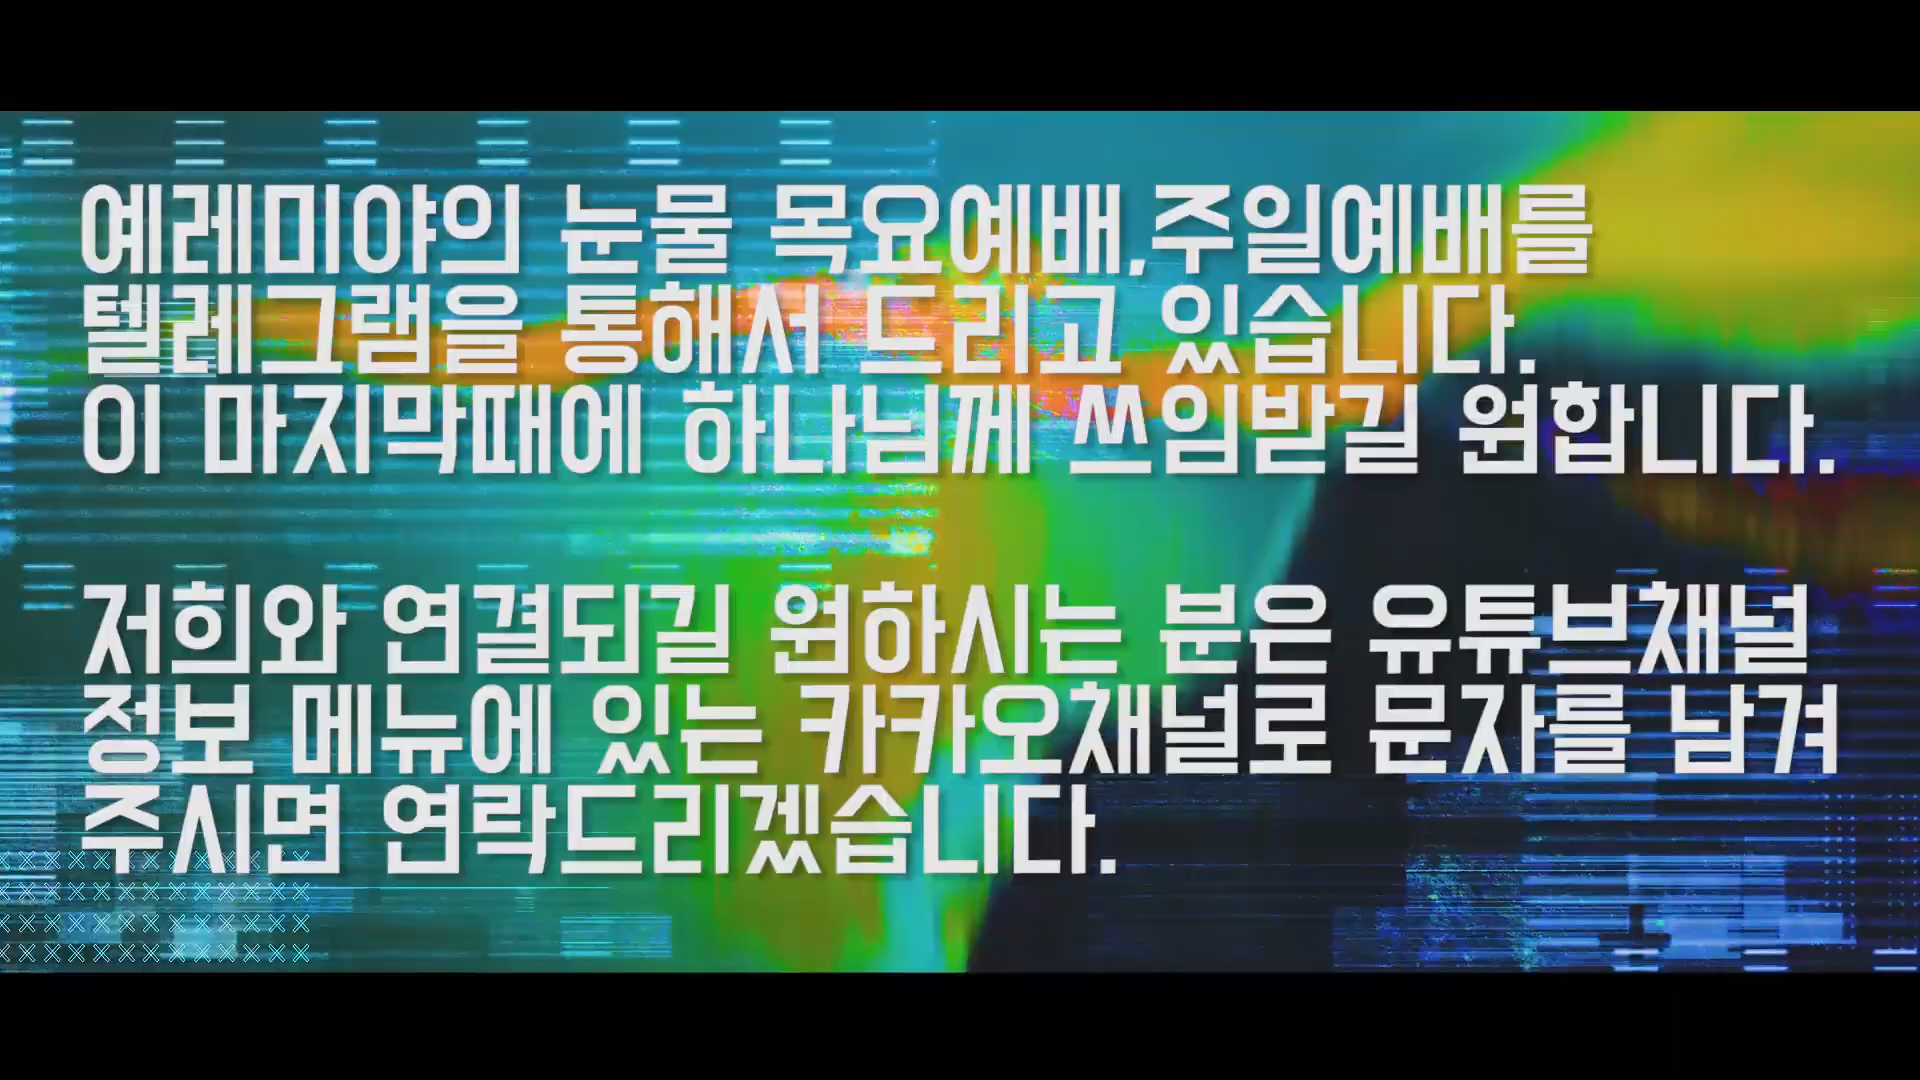 예레미야의 눈물 목요예배,주일예배를
텔레그램을 통해서 드리고 있습니다.
이 마지막때에 하나님께 쓰임받길 원합니다.
저희와 연결되길 원하시는 분은 유튜브채널
정보 메뉴에 있는 카카오채널로 문자를 남겨
주시면 연락드리겠습니다.